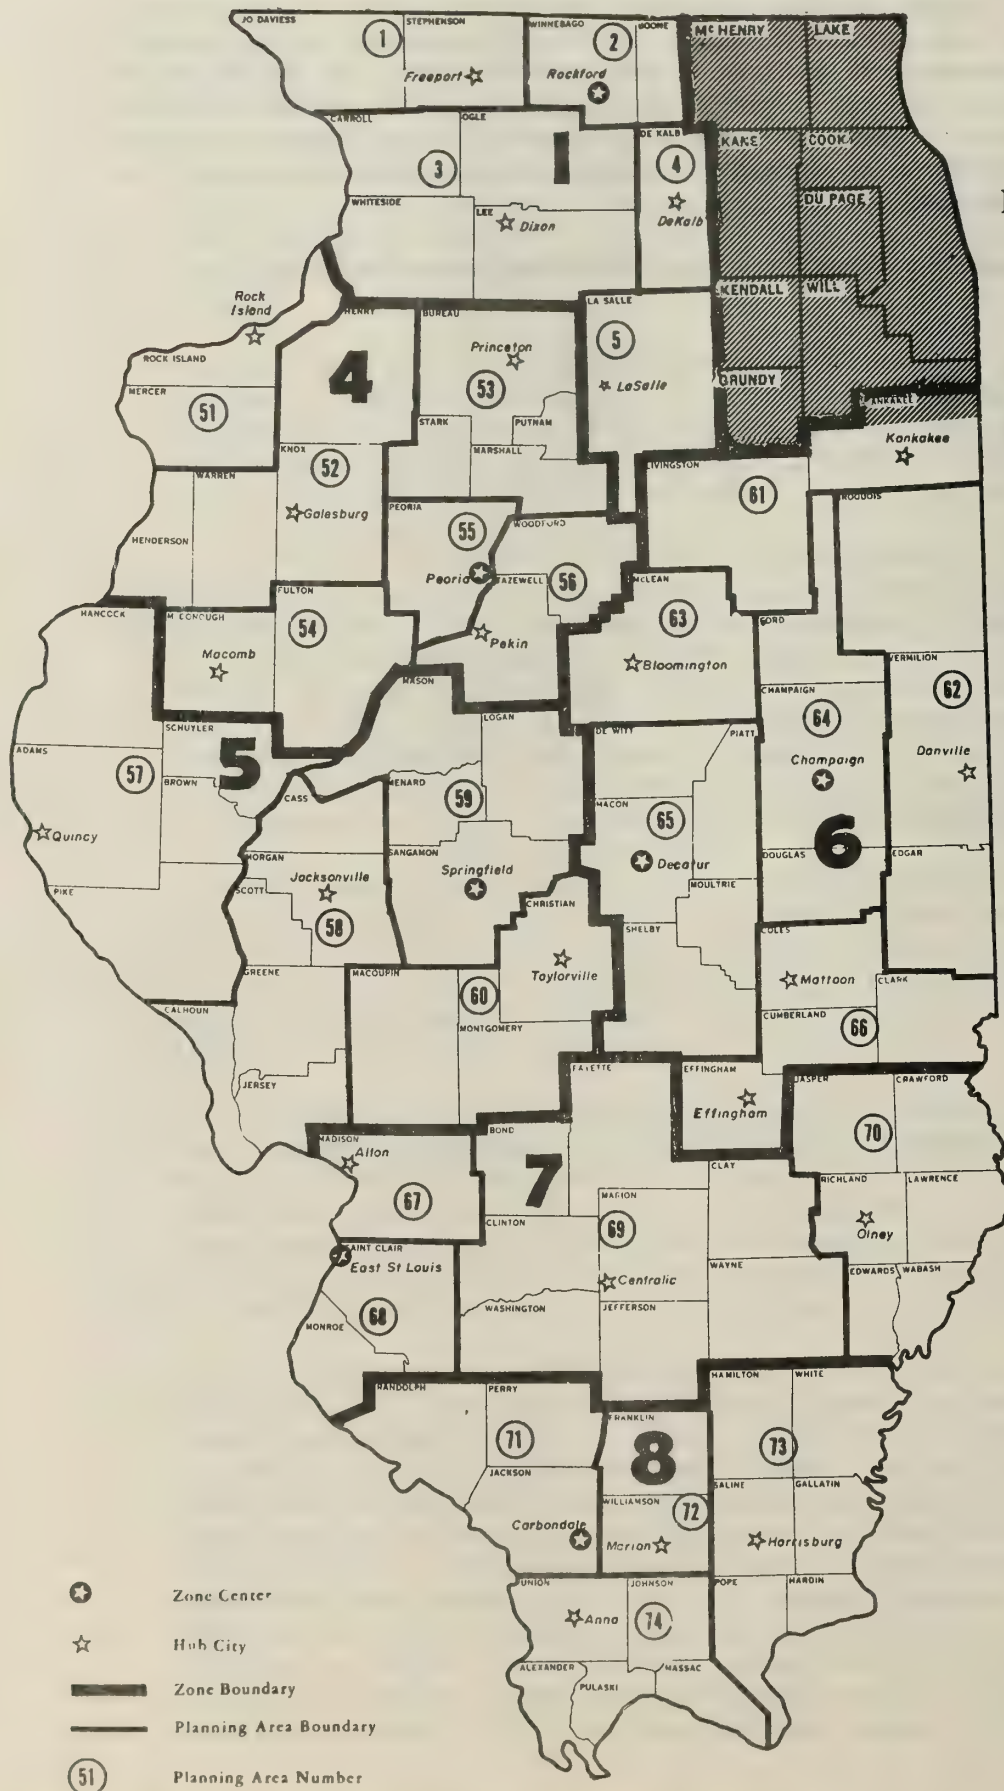 JO DAVIESS
STEPHENSON
WINNEBAGO
BOONE
McHENRY
LAKE
1
2
Freeport
Rockford
CARROLL
OGLE
DE KALB
KANE
COOK
1
3
4
DU PAGE
WHITESIDE
LEE
Dixon
DeKalb
KENDALL
WILL
Rock
Island
HENRY
BUREAU
LA SALLE
5
Princeton
ROCK ISLAND
4
53
LaSalle
GRUNDY
MERCER
51
KANKAKEE
STARK
PUTNAM
Kankakee
KNOX
MARSHALL
WARREN
52
LIVINGSTON
61
IROQUOIS
PEORIA
Galesburg
55
WOODFORD
HENDERSON
Peoria
TAZEWELL
56
McLEAN
FULTON
HANCOCK
McDONOUGH
54
63
FORD
Pekin
Macomb
Bloomington
VERMILION
MASON
62
CHAMPAIGN
LOGAN
64
SCHUYLER
DE WITT
PIATT
5
ADAMS
57
Champaign
Danville
BROWN
CASS
MENARD
59
MACON
65
Quincy
6
MORGAN
SANGAMON
Decatur
DOUGLAS
EDGAR
PIKE
SCOTT
Jacksonville
Springfield
MOULTRIE
CHRISTIAN
58
SHELBY
COLES
GREENE
MACOUPIN
Taylorville
Mattoon
CLARK
60
CALHOUN
MONTGOMERY
CUMBERLAND
66
FAYETTE
EFFINGHAM
JASPER
CRAWFORD
JERSEY
Effingham
BOND
70
MADISON
Alton
7
CLAY
RICHLAND
LAWRENCE
MARION
67
CLINTON
69
Olney
SAINT CLAIR
East St Louis
WAYNE
EDWARDS
WABASH
Centralia
WASHINGTON
JEFFERSON
MONROE
68
HAMILTON
WHITE
RANDOLPH
PERRY
FRANKLIN
71
8
73
JACKSON
SALINE
GALLATIN
WILLIAMSON
72
Carbondale
Marion
Harrisburg
UNION
JOHNSON
POPE
HARDIN
Anna
74
ALEXANDER
MASSAC
PULASKI
Zone Center
Hub City
Zone Boundary
Planning Area Boundary
51 Planning Area Number